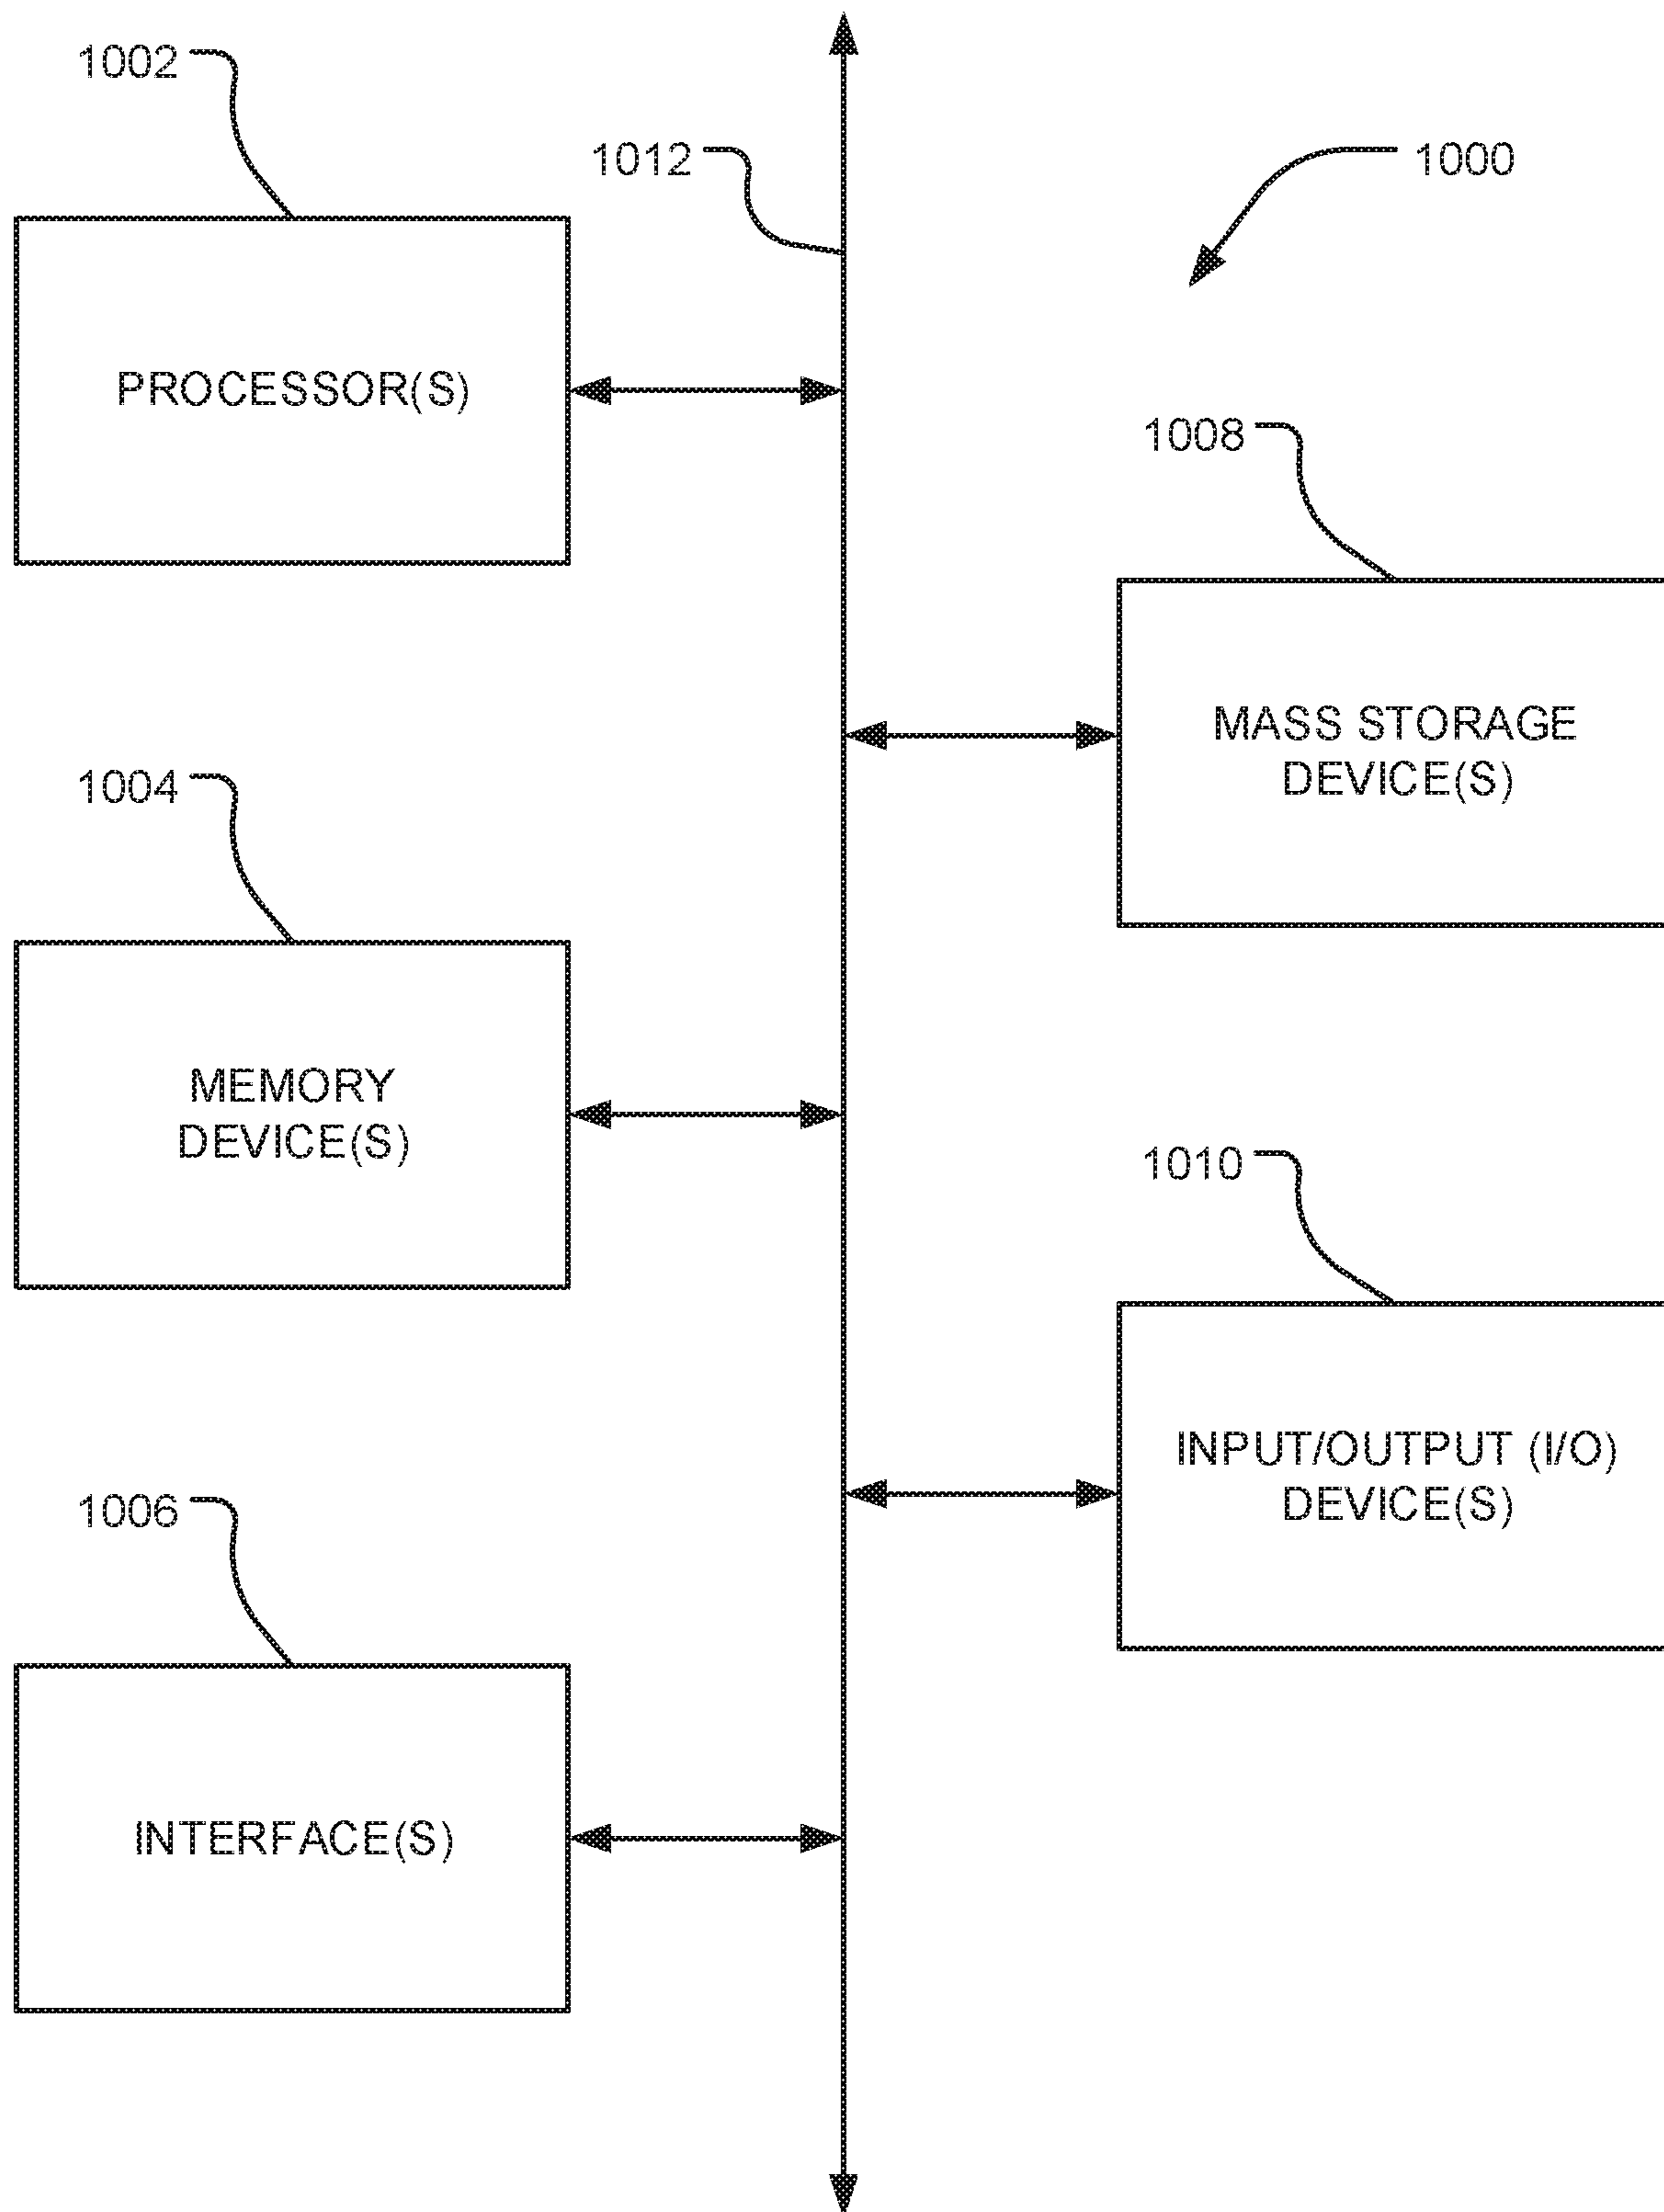 1002
1012
1000
PROCESSOR(S)
1008
MASS STORAGE
DEVICE(S)
1004
MEMORY
DEVICE(S)
1010
INPUT/OUTPUT (I/O)
DEVICE(S)
1006
INTERFACE(S)